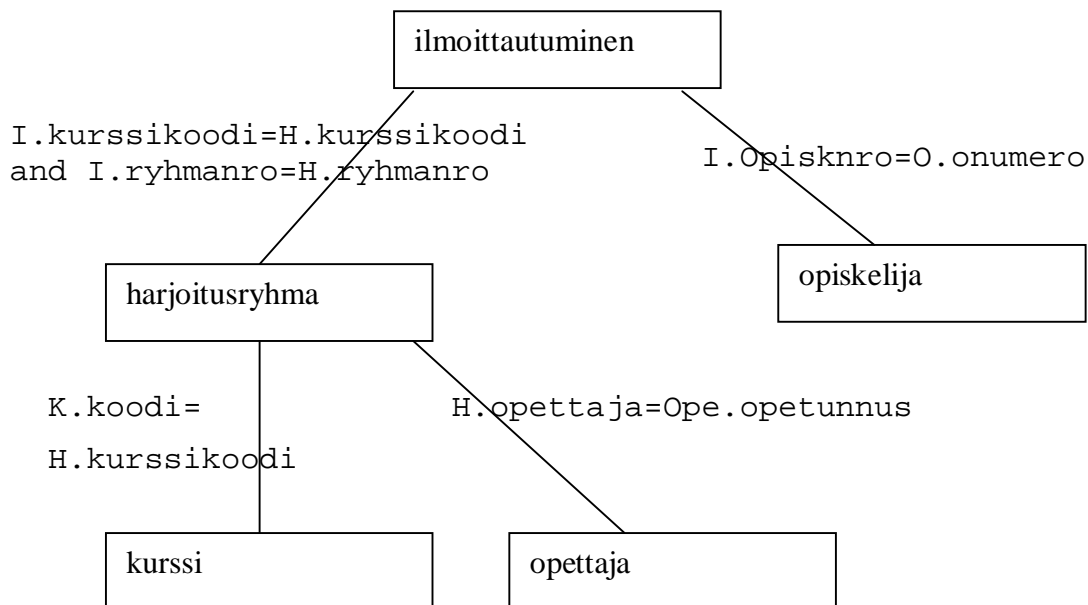 ilmoittautuminen
I.kurssikoodi=H.kurssikoodi
and I.ryhmanro=H.ryhmanro
I.Opisknro=O.onumero
harjoitusryhma
opiskelija
K.koodi=
H.kurssikoodi
H.opettaja=Ope.opetunnus
kurssi
opettaja